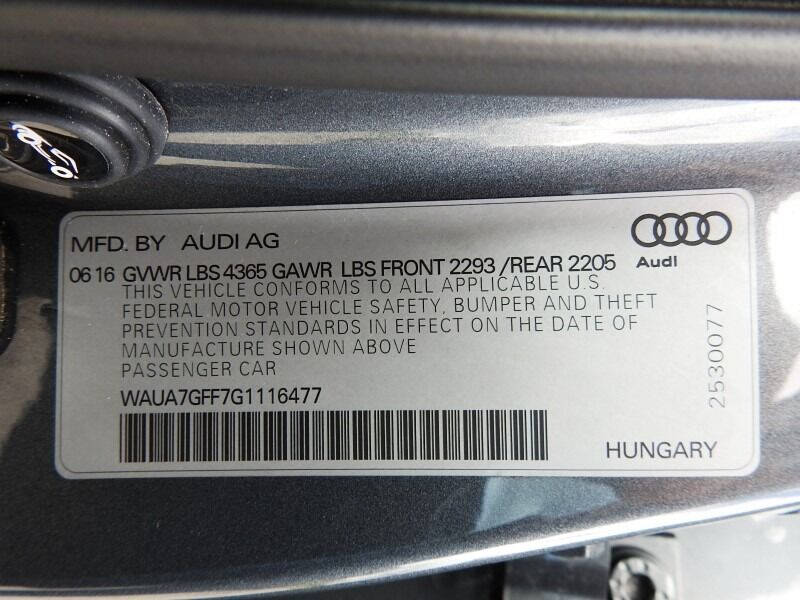 MFD. BY AUDI AG
06 16 GVWR LBS 4365 GAWR LBS FRONT 2293 /REAR 2205
Audi
THIS VEHICLE CONFORMS TO ALL APPLICABLE U.S.
FEDERAL MOTOR VEHICLE SAFETY, BUMPER AND THEFT
PREVENTION STANDARDS IN EFFECT ON THE DATE OF
MANUFACTURE SHOWN ABOVE
PASSENGER CAR
2530077
WAUA7GFF7G1116477
HUNGARY